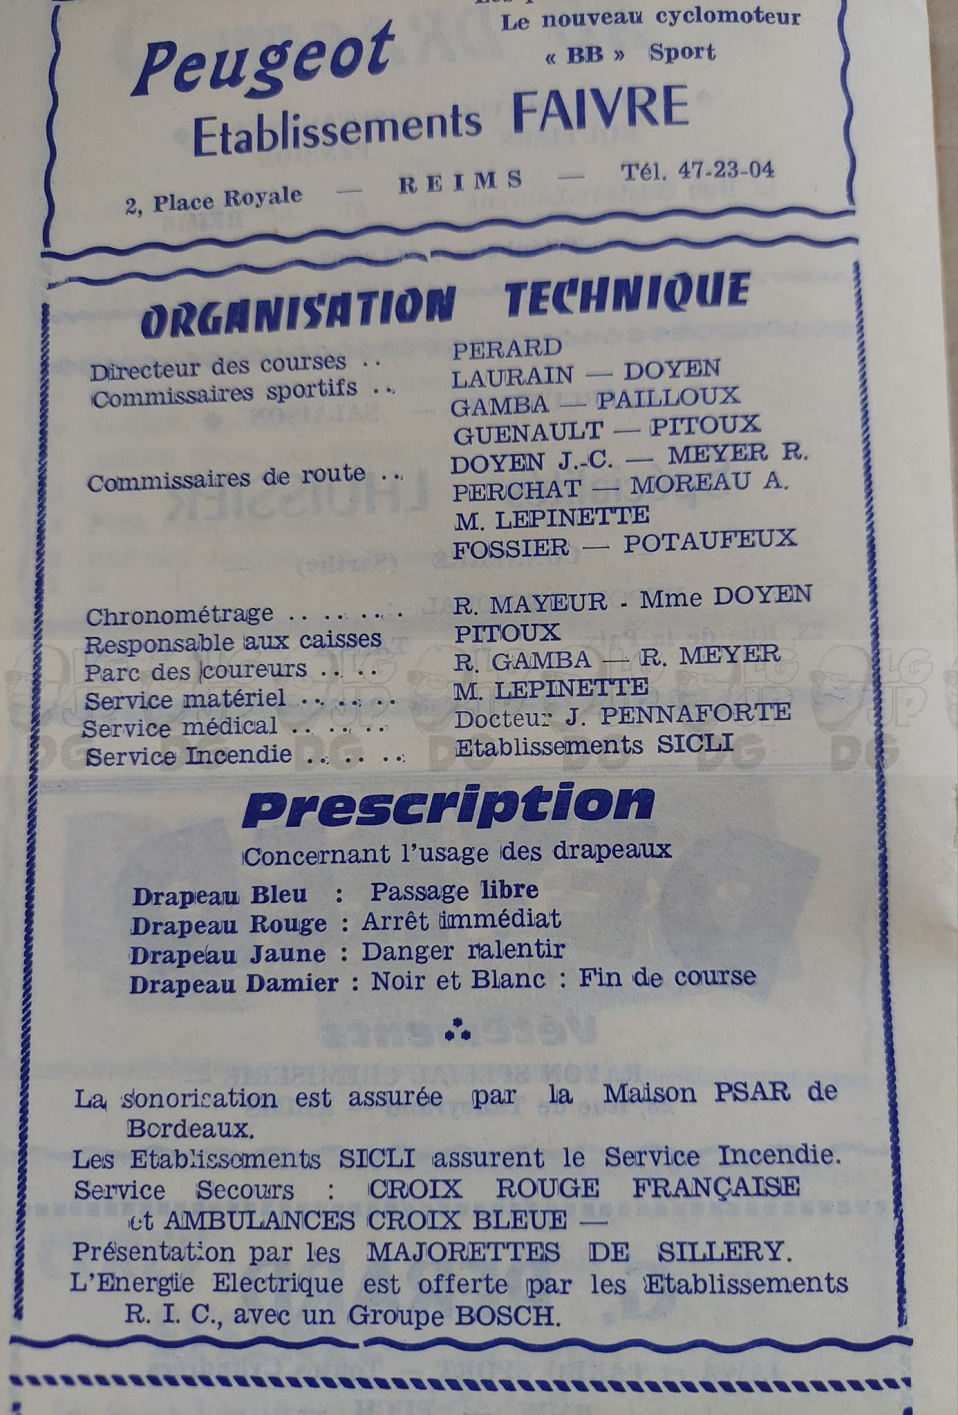 Le nouveau cyclomoteur
Peugeot
« BB » Sport
Etablissements FAIVRE
2, Place Royale — REIMS — Tél. 47-23-04
ORGANISATION TECHNIQUE
Directeur des courses .. PERARD
Commissaires sportifs .. LAURAIN — DOYEN
GAMBA — PAILLOUX
GUENAULT — PITOUX
Commissaires de route .. DOYEN J.-C. — MEYER R.
PERCHAT — MOREAU A.
M. LEPINETTE
FOSSIER — POTAUFEUX
Chronométrage .. .. .. . R. MAYEUR - Mme DOYEN
Responsable aux caisses PITOUX
Parc des coureurs .. .. R. GAMBA — R. MEYER
Service matériel .. .. .. M. LEPINETTE
Service médical .. .. .. Docteur J. PENNAFORTE
Service Incendie .. .. .. Etablissements SICLI
Prescription
Concernant l'usage des drapeaux
Drapeau Bleu : Passage libre
Drapeau Rouge : Arrêt immédiat
Drapeau Jaune : Danger ralentir
Drapeau Damier : Noir et Blanc : Fin de course
La sonorisation est assurée par la Maison PSAR de
Bordeaux.
Les Etablissements SICLI assurent le Service Incendie.
Service Secours : CROIX ROUGE FRANÇAISE
et AMBULANCES CROIX BLEUE —
Présentation par les MAJORETTES DE SILLERY.
L'Energie Electrique est offerte par les Etablissements
R. I. C., avec un Groupe BOSCH.